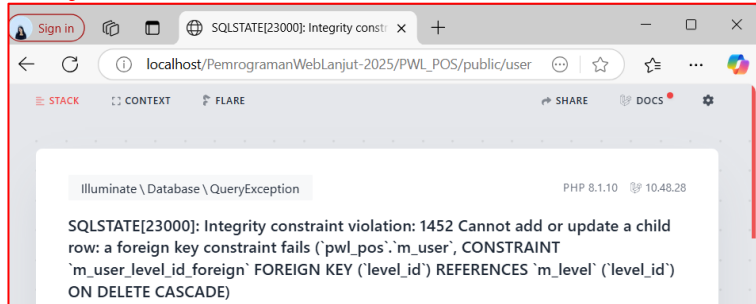 Sign in
SQLSTATE[23000]: Integrity constr
localhost/PemrogramanWebLanjut-2025/PWL_POS/public/user
STACK CONTEXT FLARE SHARE DOCS
Illuminate \ Database \ QueryException PHP 8.1.10 10.48.28
SQLSTATE[23000]: Integrity constraint violation: 1452 Cannot add or update a child
row: a foreign key constraint fails (`pwl_pos`.`m_user`, CONSTRAINT
`m_user_level_id_foreign` FOREIGN KEY (`level_id`) REFERENCES `m_level` (`level_id`)
ON DELETE CASCADE)